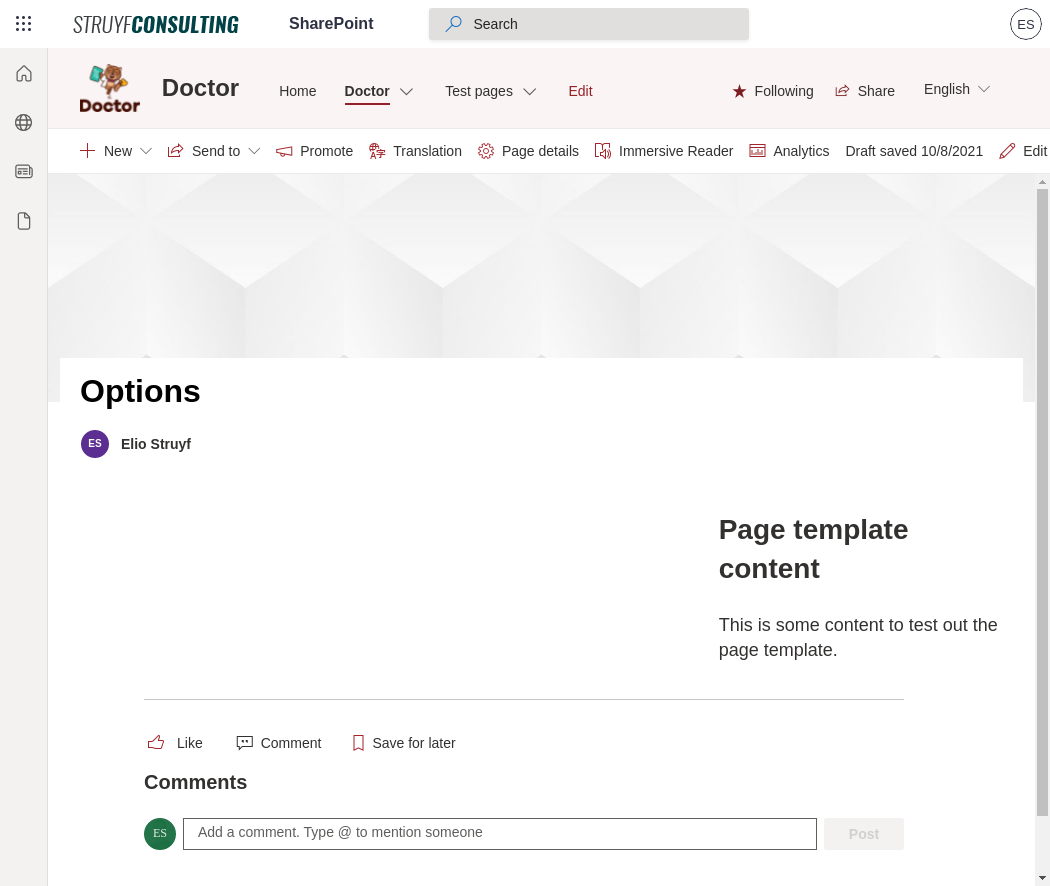 STRUYFCONSULTING SharePoint Search ES
Doctor Doctor Home Doctor Test pages Edit Following Share English
New Send to Promote Translation Page details Immersive Reader Analytics Draft saved 10/8/2021 Edit
Options
ES Elio Struyf
Page template
content
This is some content to test out the
page template.
Like Comment Save for later
Comments
ES Add a comment. Type @ to mention someone Post